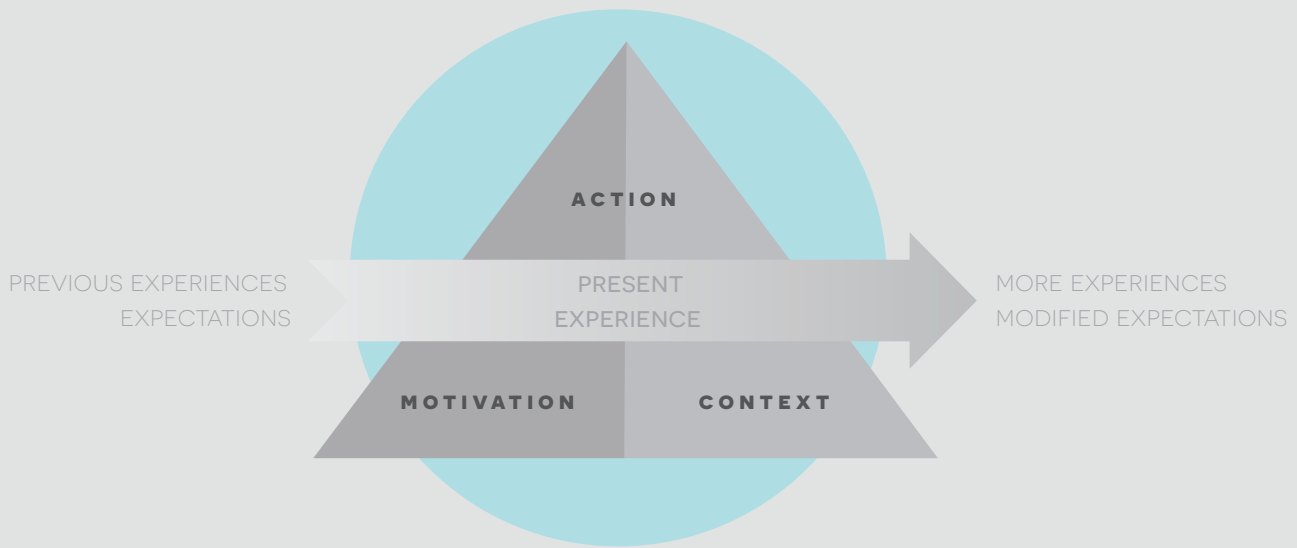 ACTION
PREVIOUS EXPERIENCES
EXPECTATIONS
PRESENT
EXPERIENCE
MORE EXPERIENCES
MODIFIED EXPECTATIONS
MOTIVATION
CONTEXT